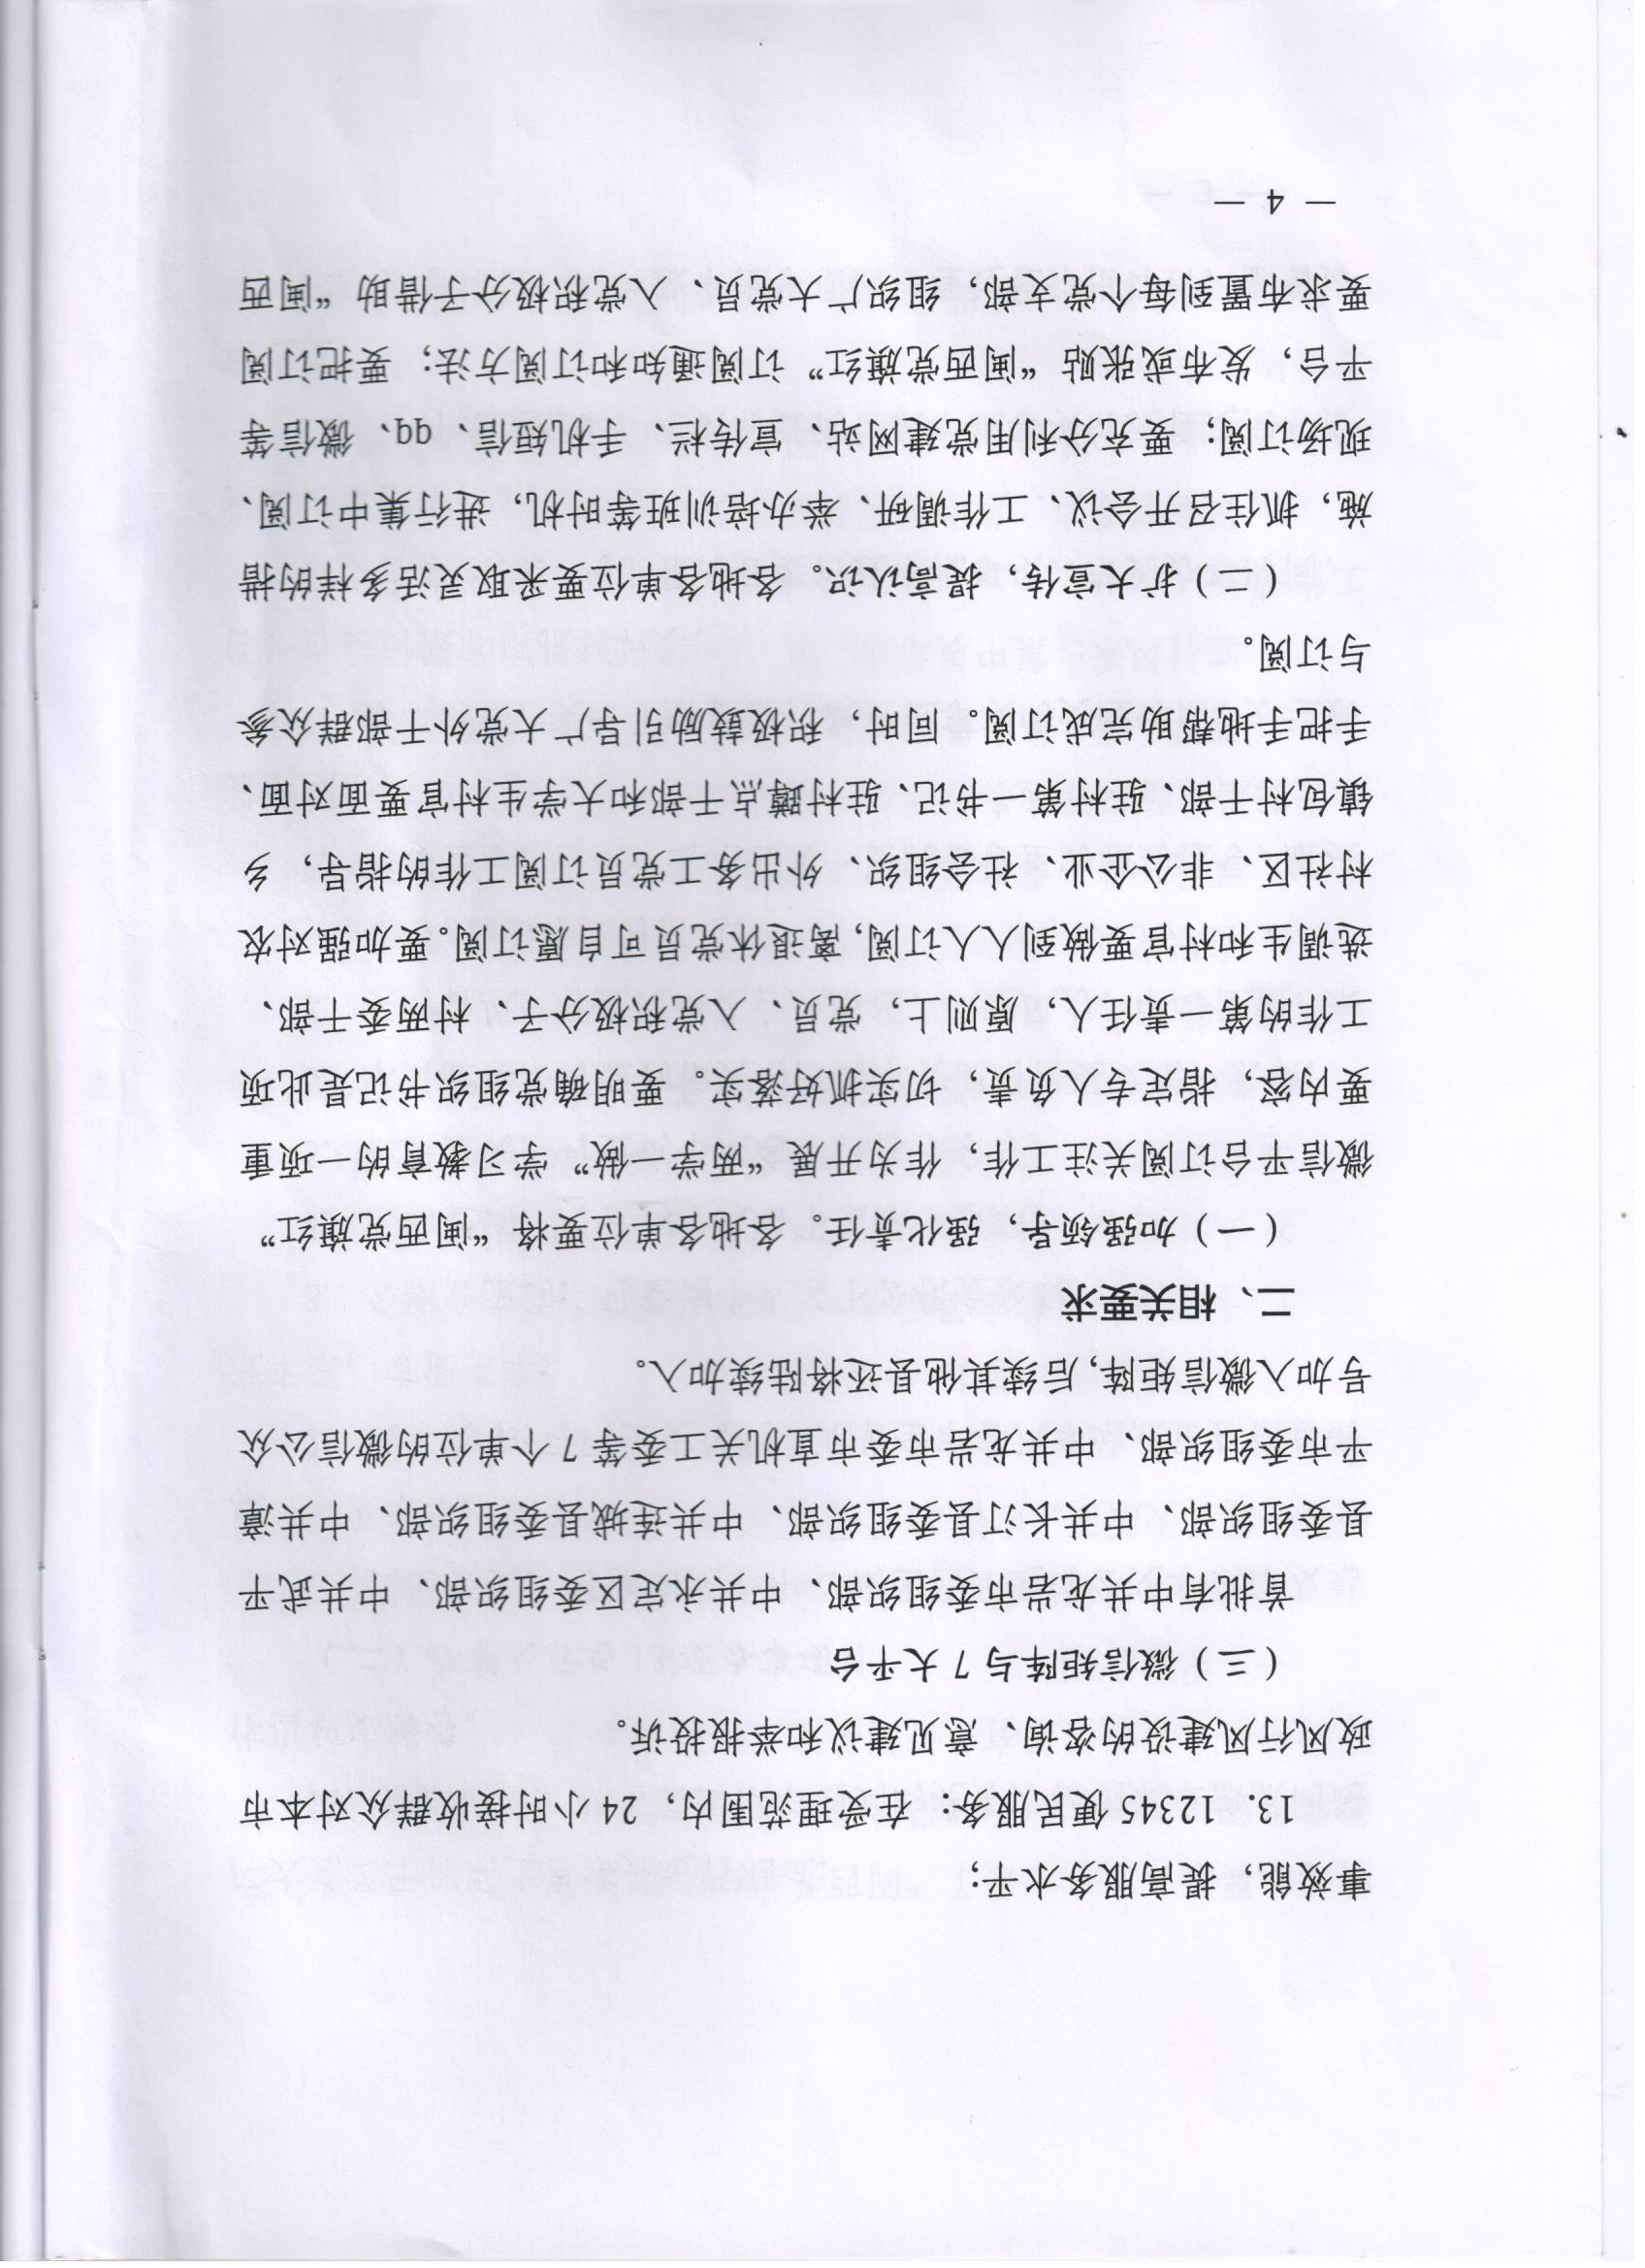 事效能，提高服务水平；
13. 12345便民服务：在受理范围内，24小时接收群众对本市
政风行风建设的咨询、意见建议和举报投诉。
（三）微信矩阵与7大平台
首批有中共龙岩市委组织部、中共永定区委组织部、中共武平
县委组织部、中共长汀县委组织部、中共连城县委组织部、中共漳
平市委组织部、中共龙岩市委市直机关工委等7个单位的微信公众
号加入微信矩阵，后续其他县还将陆续加入。
二、相关要求
（一）加强领导，强化责任。各地各单位要将“闽西党旗红”
微信平台订阅关注工作，作为开展“两学一做”学习教育的一项重
要内容，指定专人负责，切实抓好落实。要明确党组织书记是此项
工作的第一责任人，原则上，党员、入党积极分子、村两委干部、
选调生和村官要做到人人订阅，离退休党员可自愿订阅。要加强对农
村社区、非公企业、社会组织、外出务工党员订阅工作的指导，乡
镇包村干部、驻村第一书记、驻村蹲点干部和大学生村官要面对面、
手把手地帮助完成订阅。同时，积极鼓励引导广大党外干部群众参
与订阅。
（二）扩大宣传，提高认识。各地各单位要采取灵活多样的措
施，抓住召开会议、工作调研、举办培训班等时机，进行集中订阅、
现场订阅；要充分利用党建网站、宣传栏、手机短信、qq、微信等
平台，发布或张贴“闽西党旗红”订阅通知和订阅方法；要把订阅
要求布置到每个党支部，组织广大党员、入党积极分子借助“闽西
— 4 —